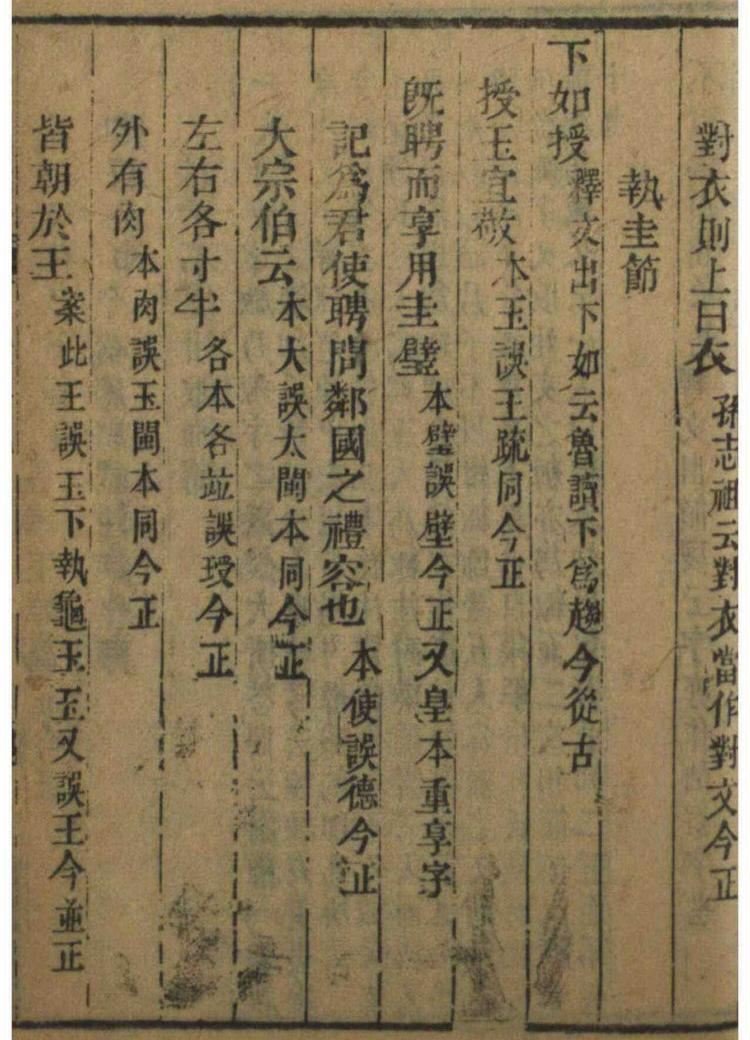 對衣則上曰衣 孫志祖云對衣當作對文今正
執圭節
下如授 釋文出下如云魯讀下為趨今從古
授玉宜敬 本玉誤王疏同今正
既聘而享用圭璧 本璧誤壁今正又皇本重享字
記為君使聘問鄰國之禮容也 本使誤德今正
大宗伯云 本大誤太閩本同今正
左右各寸半 各本各竝誤珽今正
外有肉 本肉誤玉閩本同今正
皆朝於王 案此王誤玉下執龜玉玉又誤王今並正